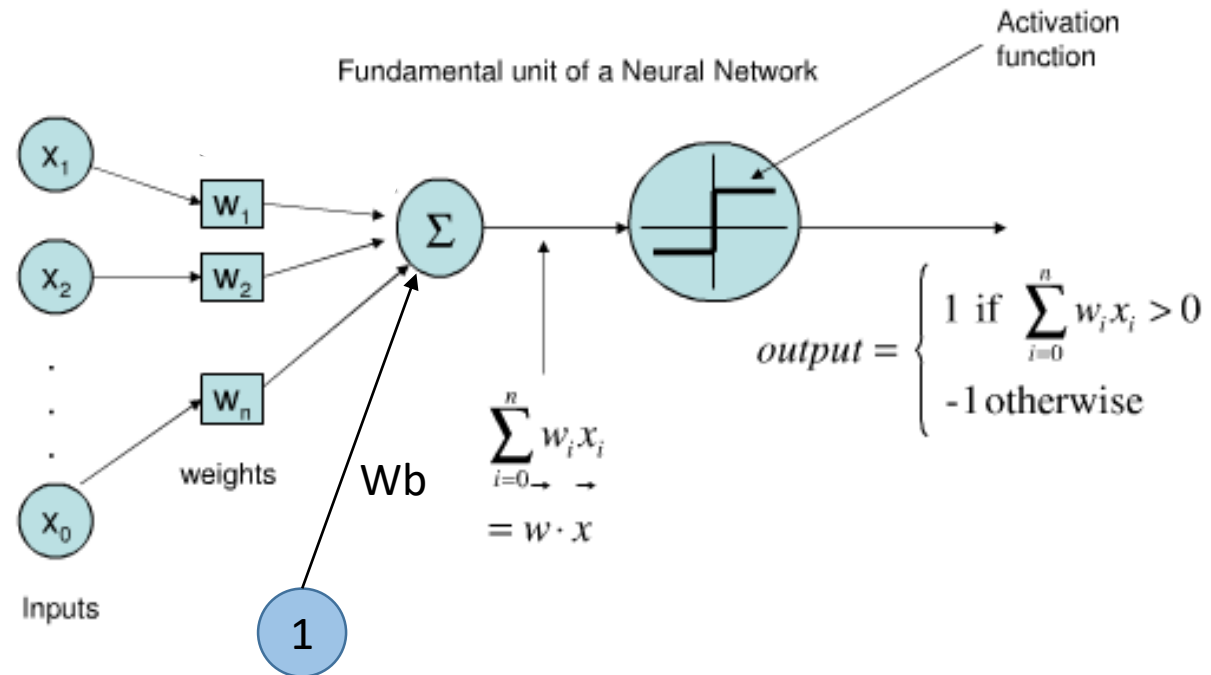 Fundamental unit of a Neural Network
Activation
function
x₁
w₁
x₂
w₂
.
.
.
wₙ
weights
x₀
Inputs
Σ
Wb
1
n
∑ wᵢxᵢ
i=0
= w⃗ · x⃗
output = { 1 if ∑ⁿᵢ₌₀ wᵢxᵢ > 0
-1 otherwise